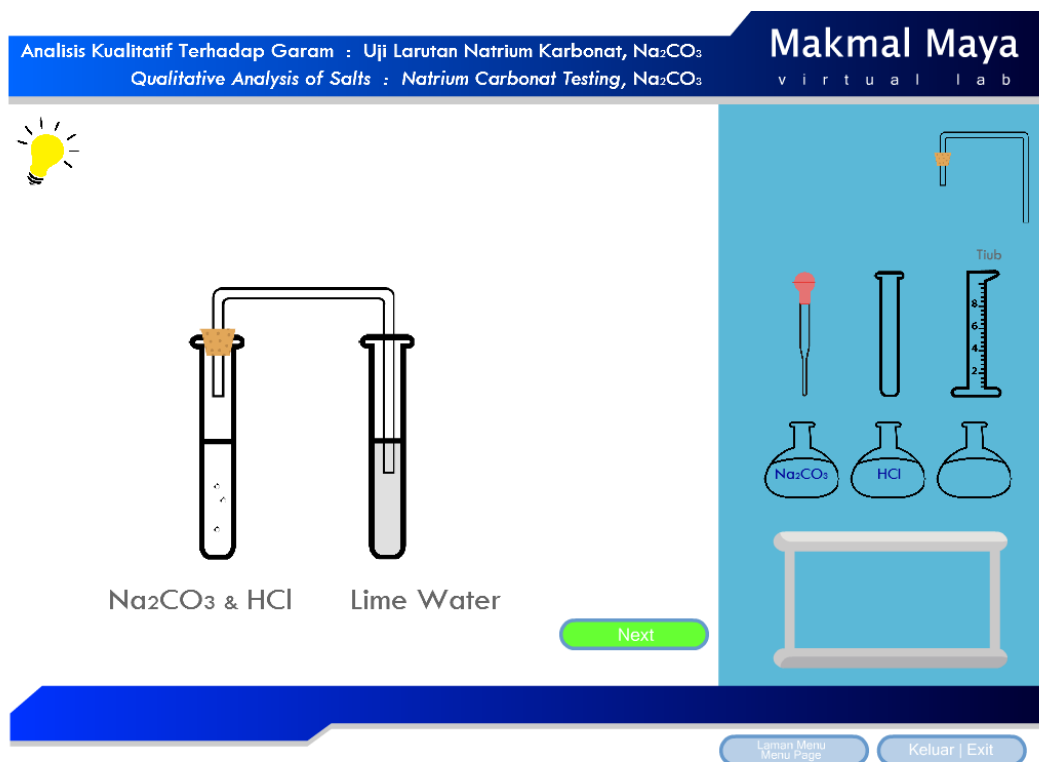 Analisis Kualitatif Terhadap Garam : Uji Larutan Natrium Karbonat, Na₂CO₃
Qualitative Analysis of Salts : Natrium Carbonat Testing, Na₂CO₃
Makmal Maya
virtual lab
Tiub
8
6
4
2
Na₂CO₃
HCl
Na₂CO₃ & HCl
Lime Water
Next
Laman Menu
Menu Page
Keluar | Exit